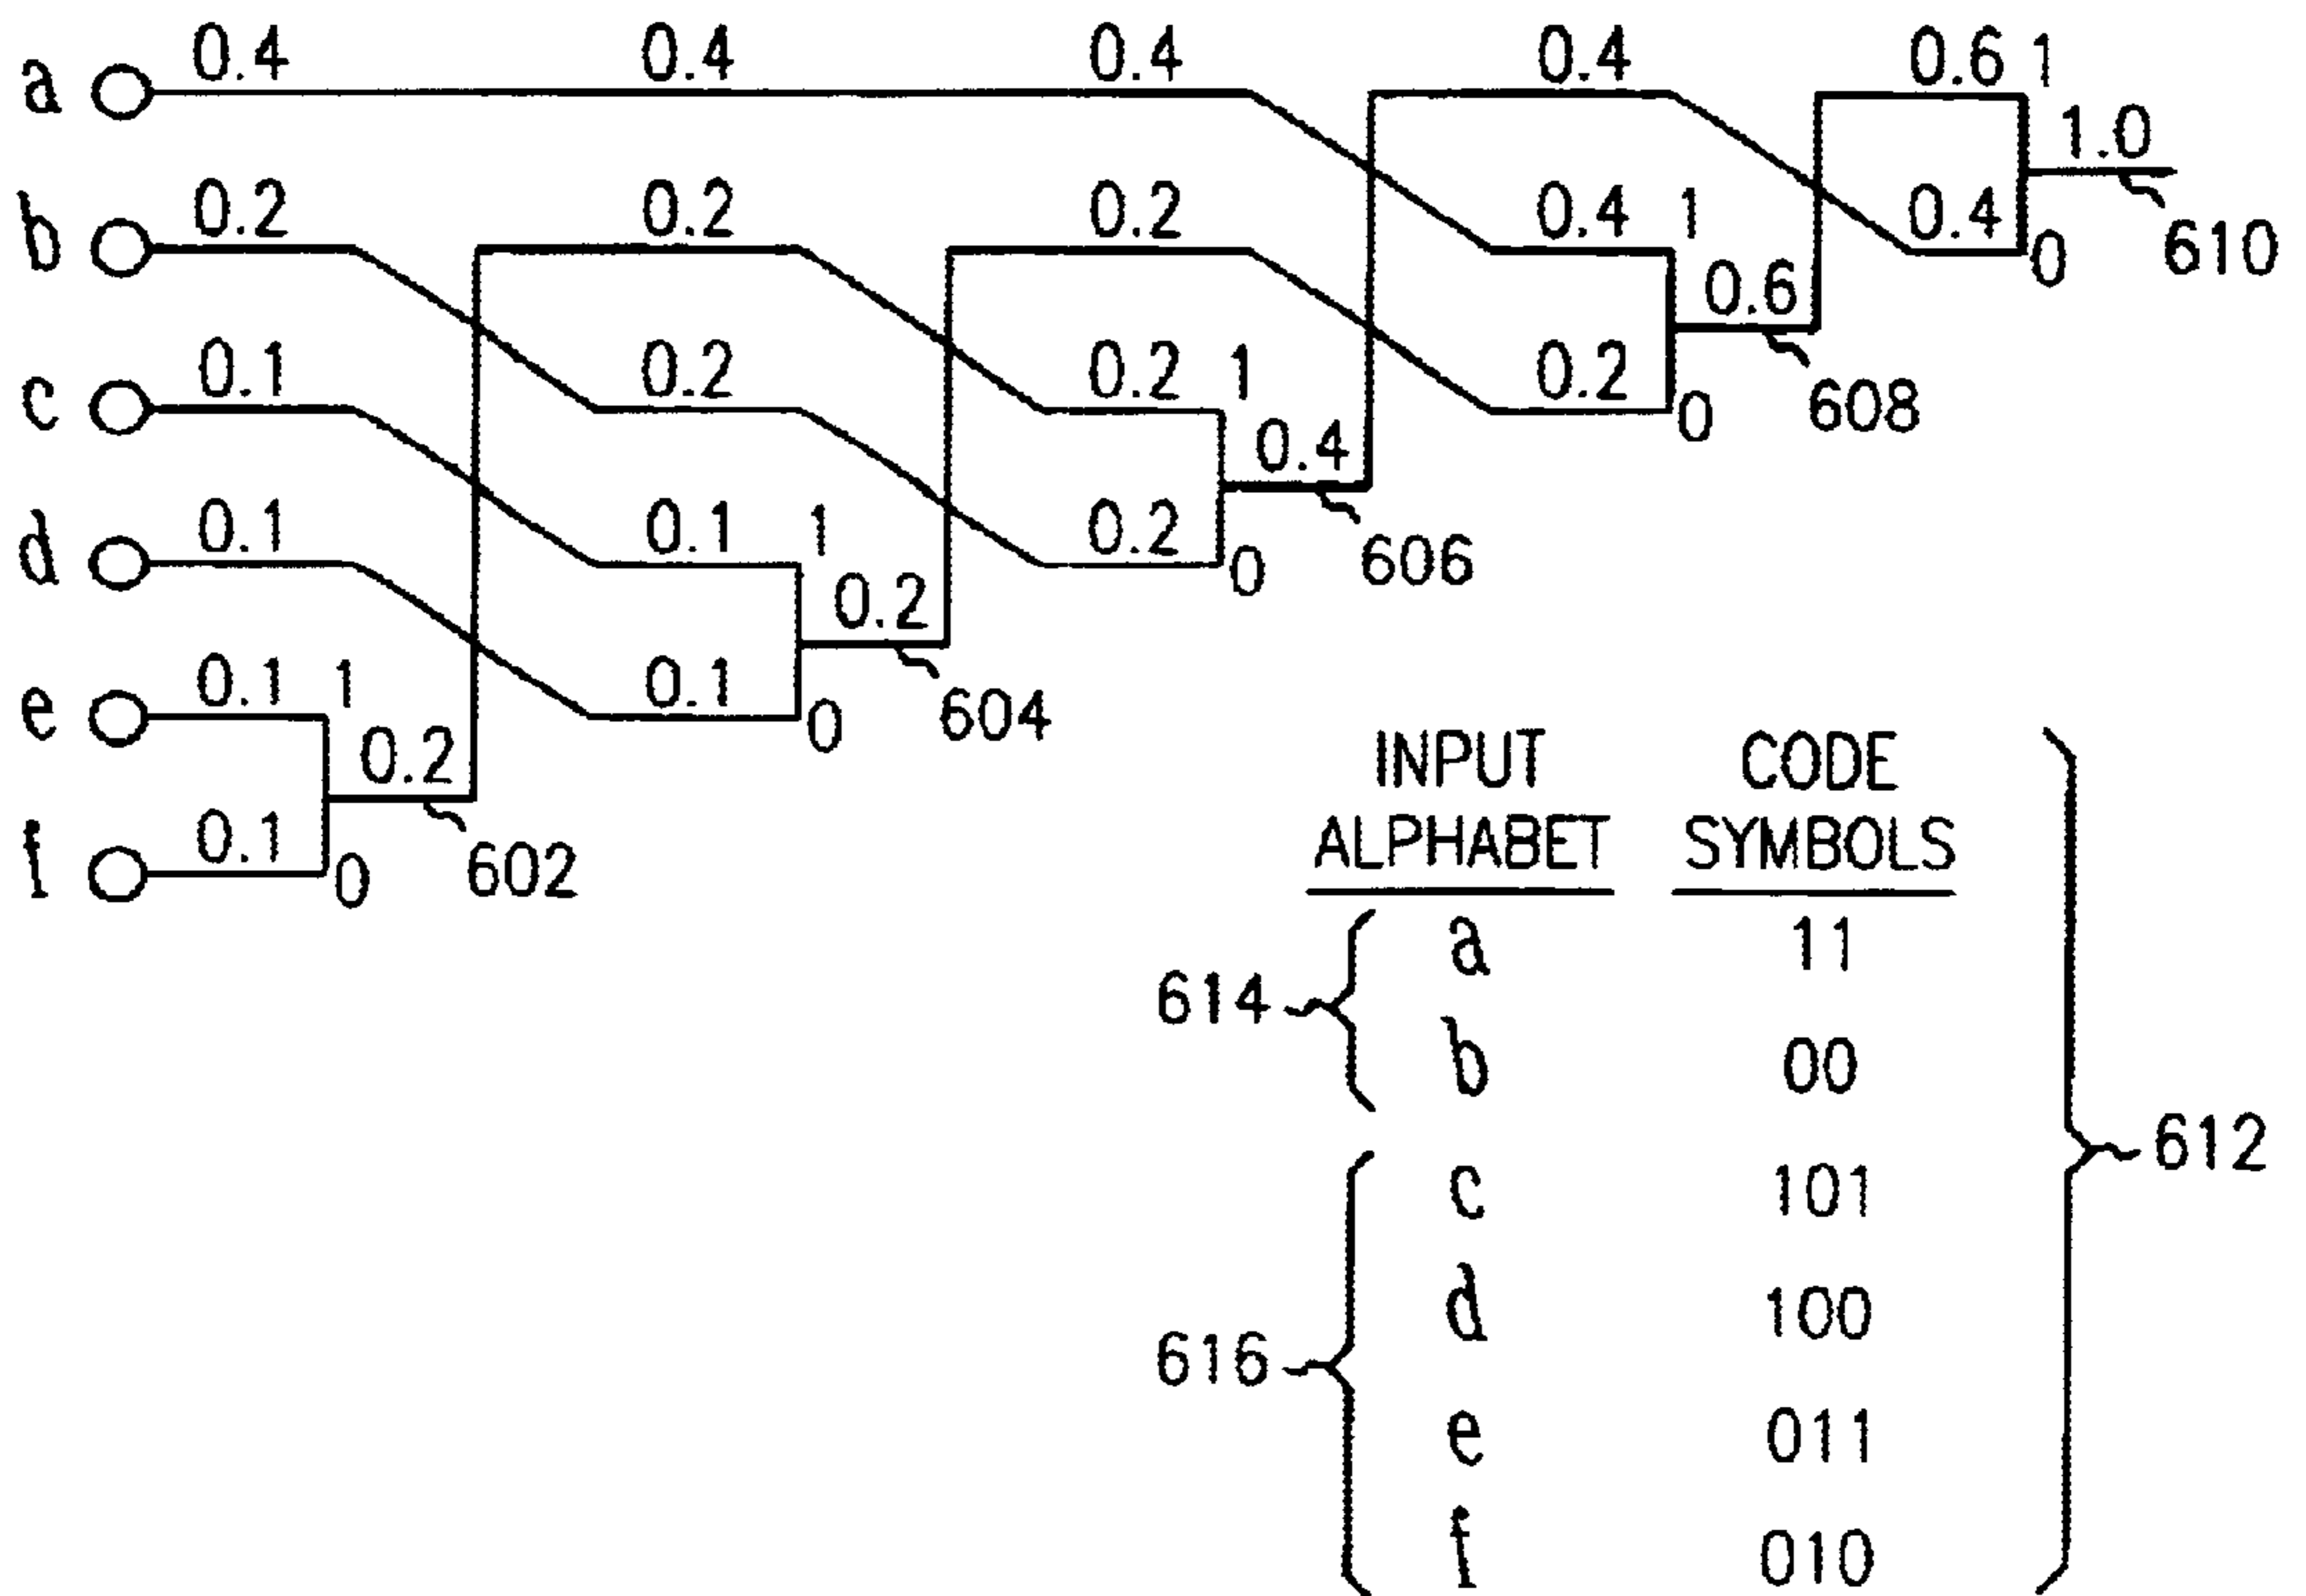 a 0.4 0.4 0.4 0.4 0.6 1
1.0
b 0.2 0.2 0.2 0.4 1 0.4 0 610
0.6
c 0.1 0.2 0.2 1 0.2 0 608
0.4
d 0.1 0.1 1 0.2 0 606
0.2
e 0.1 1 0.1 0 604
0.2
f 0.1 0 602
INPUT CODE
ALPHABET SYMBOLS
a 11
614
b 00
612
c 101
d 100
616
e 011
f 010